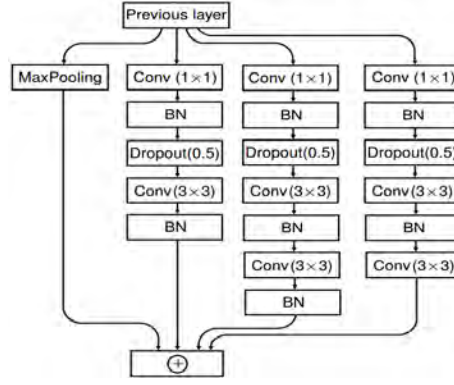 Previous layer
MaxPooling
Conv (1×1)
Conv (1×1)
Conv (1×1)
BN
BN
BN
Dropout(0.5)
Dropout(0.5)
Dropout(0.5)
Conv(3×3)
Conv(3×3)
Conv(3×3)
BN
BN
BN
Conv(3×3)
Conv(3×3)
BN
+